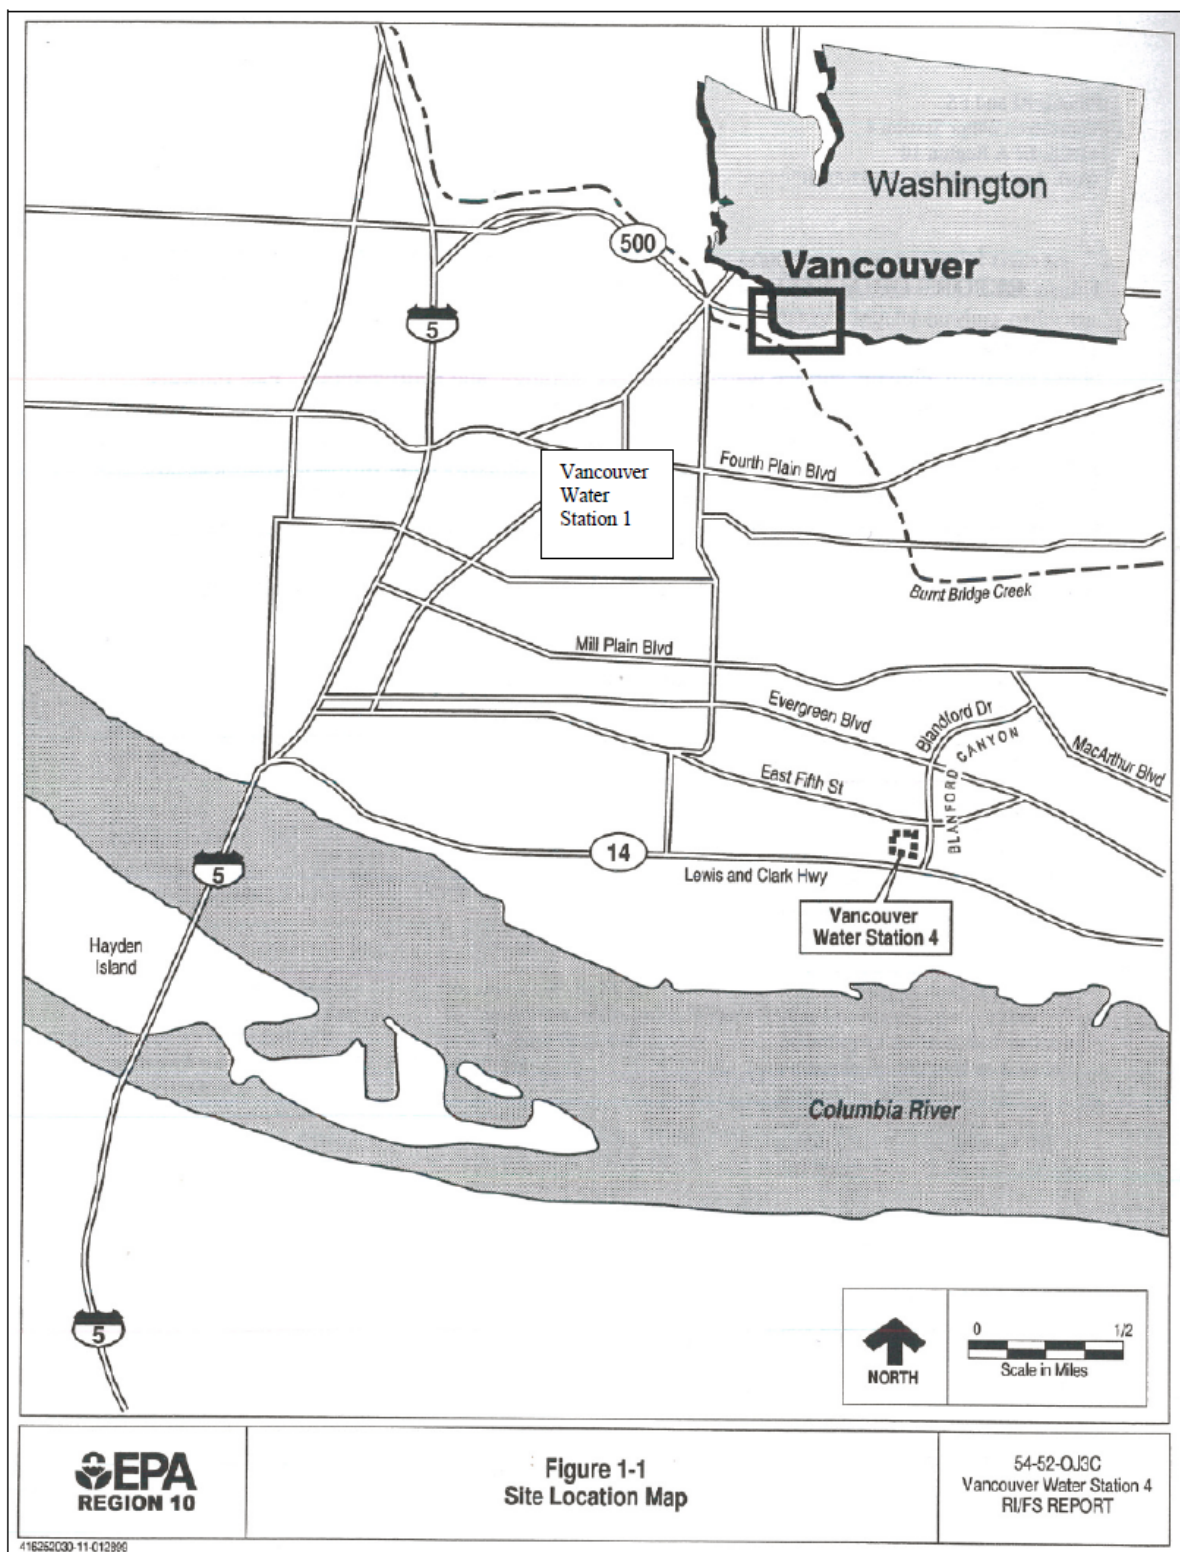 Washington
Vancouver
500
5
Fourth Plain Blvd
Vancouver
Water
Station 1
Burnt Bridge Creek
Mill Plain Blvd
Evergreen Blvd
Blandford Dr
BLANFORD CANYON
MacArthur Blvd
East Fifth St
14
Lewis and Clark Hwy
5
Vancouver
Water Station 4
Hayden
Island
Columbia River
5
NORTH
0 1/2
Scale in Miles
EPA
REGION 10
Figure 1-1
Site Location Map
54-52-OJ3C
Vancouver Water Station 4
RI/FS REPORT